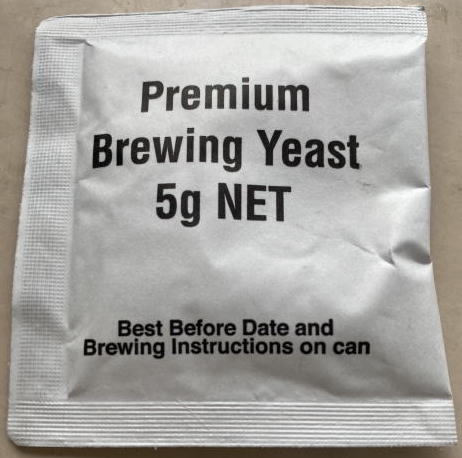 Premium
Brewing Yeast
5g NET
Best Before Date and
Brewing Instructions on can